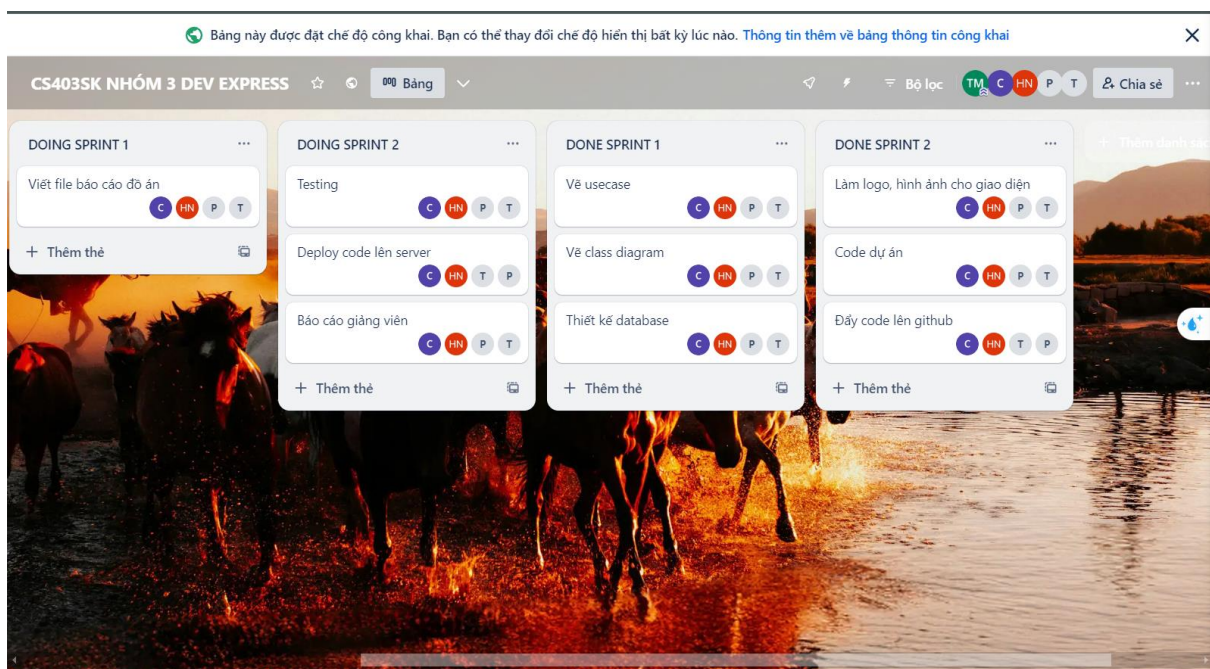 Bảng này được đặt chế độ công khai. Bạn có thể thay đổi chế độ hiển thị bất kỳ lúc nào. Thông tin thêm về bảng thông tin công khai
CS403SK NHÓM 3 DEV EXPRESS
Bảng
Bộ lọc
TM C HN P T
Chia sẻ
DOING SPRINT 1
Viết file báo cáo đồ án
C HN P T
+ Thêm thẻ
DOING SPRINT 2
Testing
C HN P T
Deploy code lên server
C HN T P
Báo cáo giảng viên
C HN P T
+ Thêm thẻ
DONE SPRINT 1
Vẽ usecase
C HN P T
Vẽ class diagram
C HN P T
Thiết kế database
C HN P T
+ Thêm thẻ
DONE SPRINT 2
Làm logo, hình ảnh cho giao diện
C HN P T
Code dự án
C HN P T
Đẩy code lên github
C HN T P
+ Thêm thẻ
+ Thêm danh sác